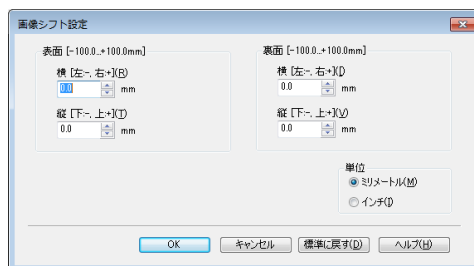 画像シフト設定
表面 [-100.0..+100.0mm]
横 [左:-, 右:+](R)
0.0 mm
縦 [下:-, 上:+](T)
0.0 mm
裏面 [-100.0..+100.0mm]
横 [左:-, 右:+](I)
0.0 mm
縦 [下:-, 上:+](V)
0.0 mm
単位
ミリメートル(M)
インチ(I)
OK キャンセル 標準に戻す(D) ヘルプ(H)